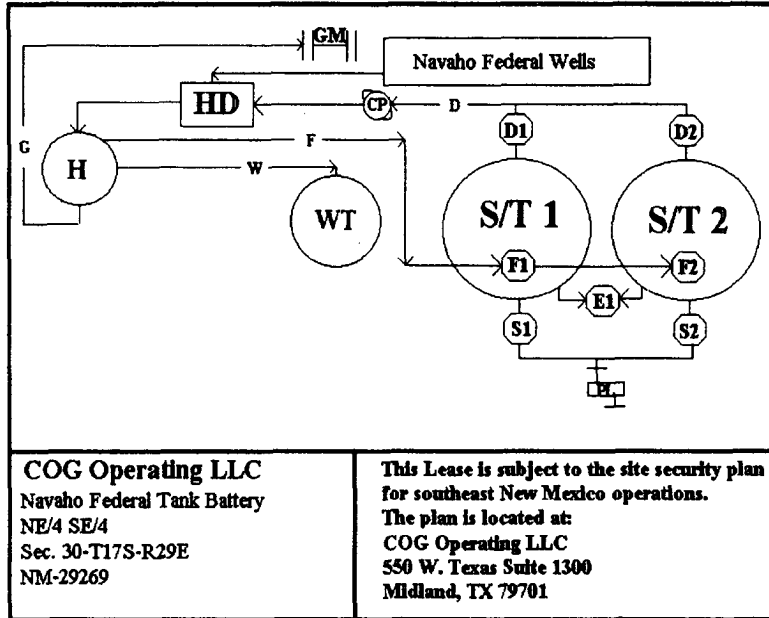 GM
Navaho Federal Wells
HD
CP
D
G
F
D1
D2
H
W
WT
S/T 1
S/T 2
F1
F2
E1
S1
S2
PL
COG Operating LLC
Navaho Federal Tank Battery
NE/4 SE/4
Sec. 30-T17S-R29E
NM-29269
This Lease is subject to the site security plan
for southeast New Mexico operations.
The plan is located at:
COG Operating LLC
550 W. Texas Suite 1300
Midland, TX 79701